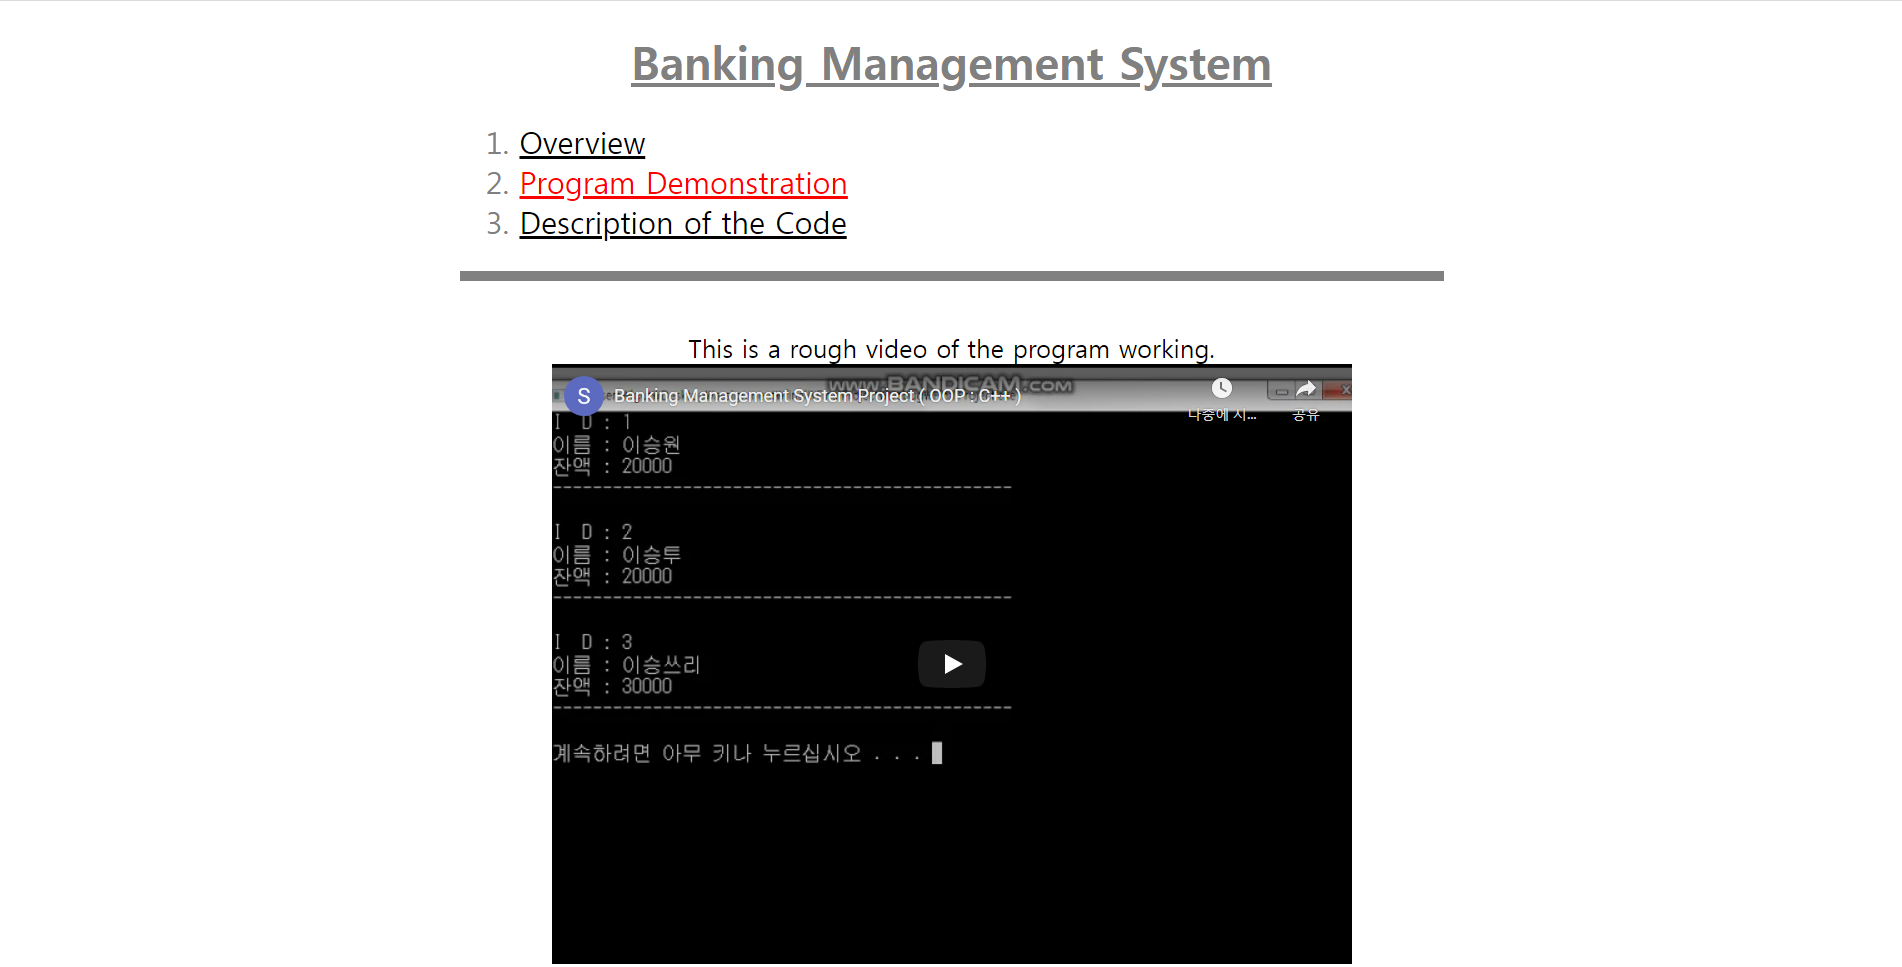 Banking Management System
1. Overview
2. Program Demonstration
3. Description of the Code
This is a rough video of the program working.
www.BANDICAM.com
S Banking Management System Project ( OOP : C++ )
나중에 시... 공유
I D : 1
이름 : 이승원
잔액 : 20000
---------------------------------------------
I D : 2
이름 : 이승투
잔액 : 20000
---------------------------------------------
I D : 3
이름 : 이승쓰리
잔액 : 30000
---------------------------------------------
계속하려면 아무 키나 누르십시오 . . .